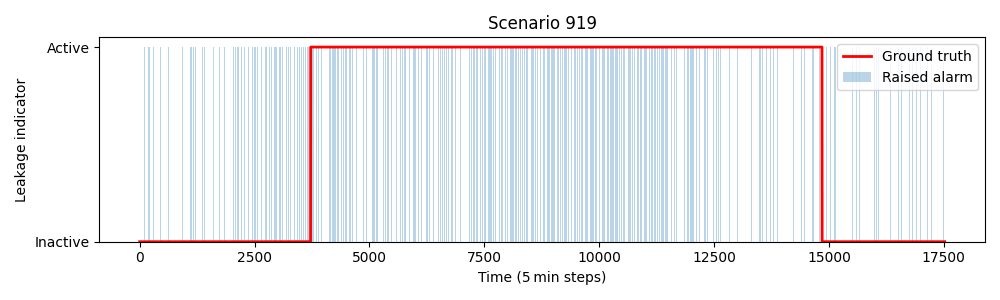 Scenario 919
Active
Inactive
Leakage indicator
Ground truth
Raised alarm
0
2500
5000
7500
10000
12500
15000
17500
Time (5 min steps)